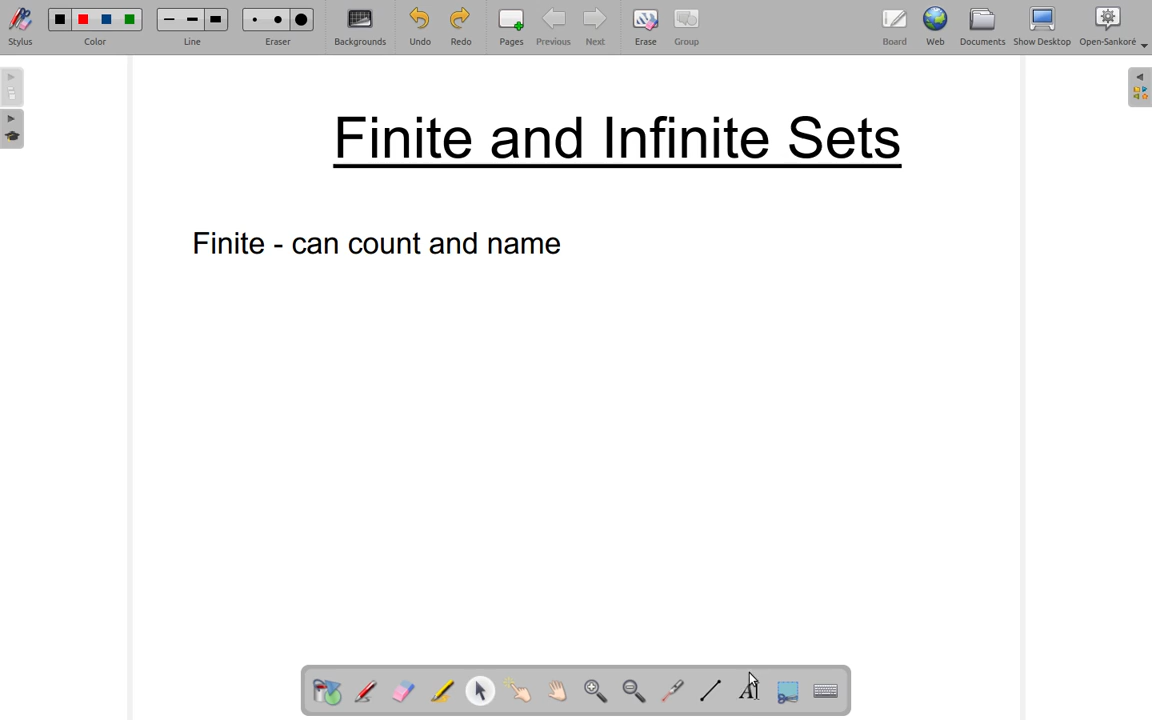 Stylus Color Line Eraser Backgrounds Undo Redo Pages Previous Next Erase Group Board Web Documents Show Desktop Open-Sankoré
Finite and Infinite Sets
Finite - can count and name